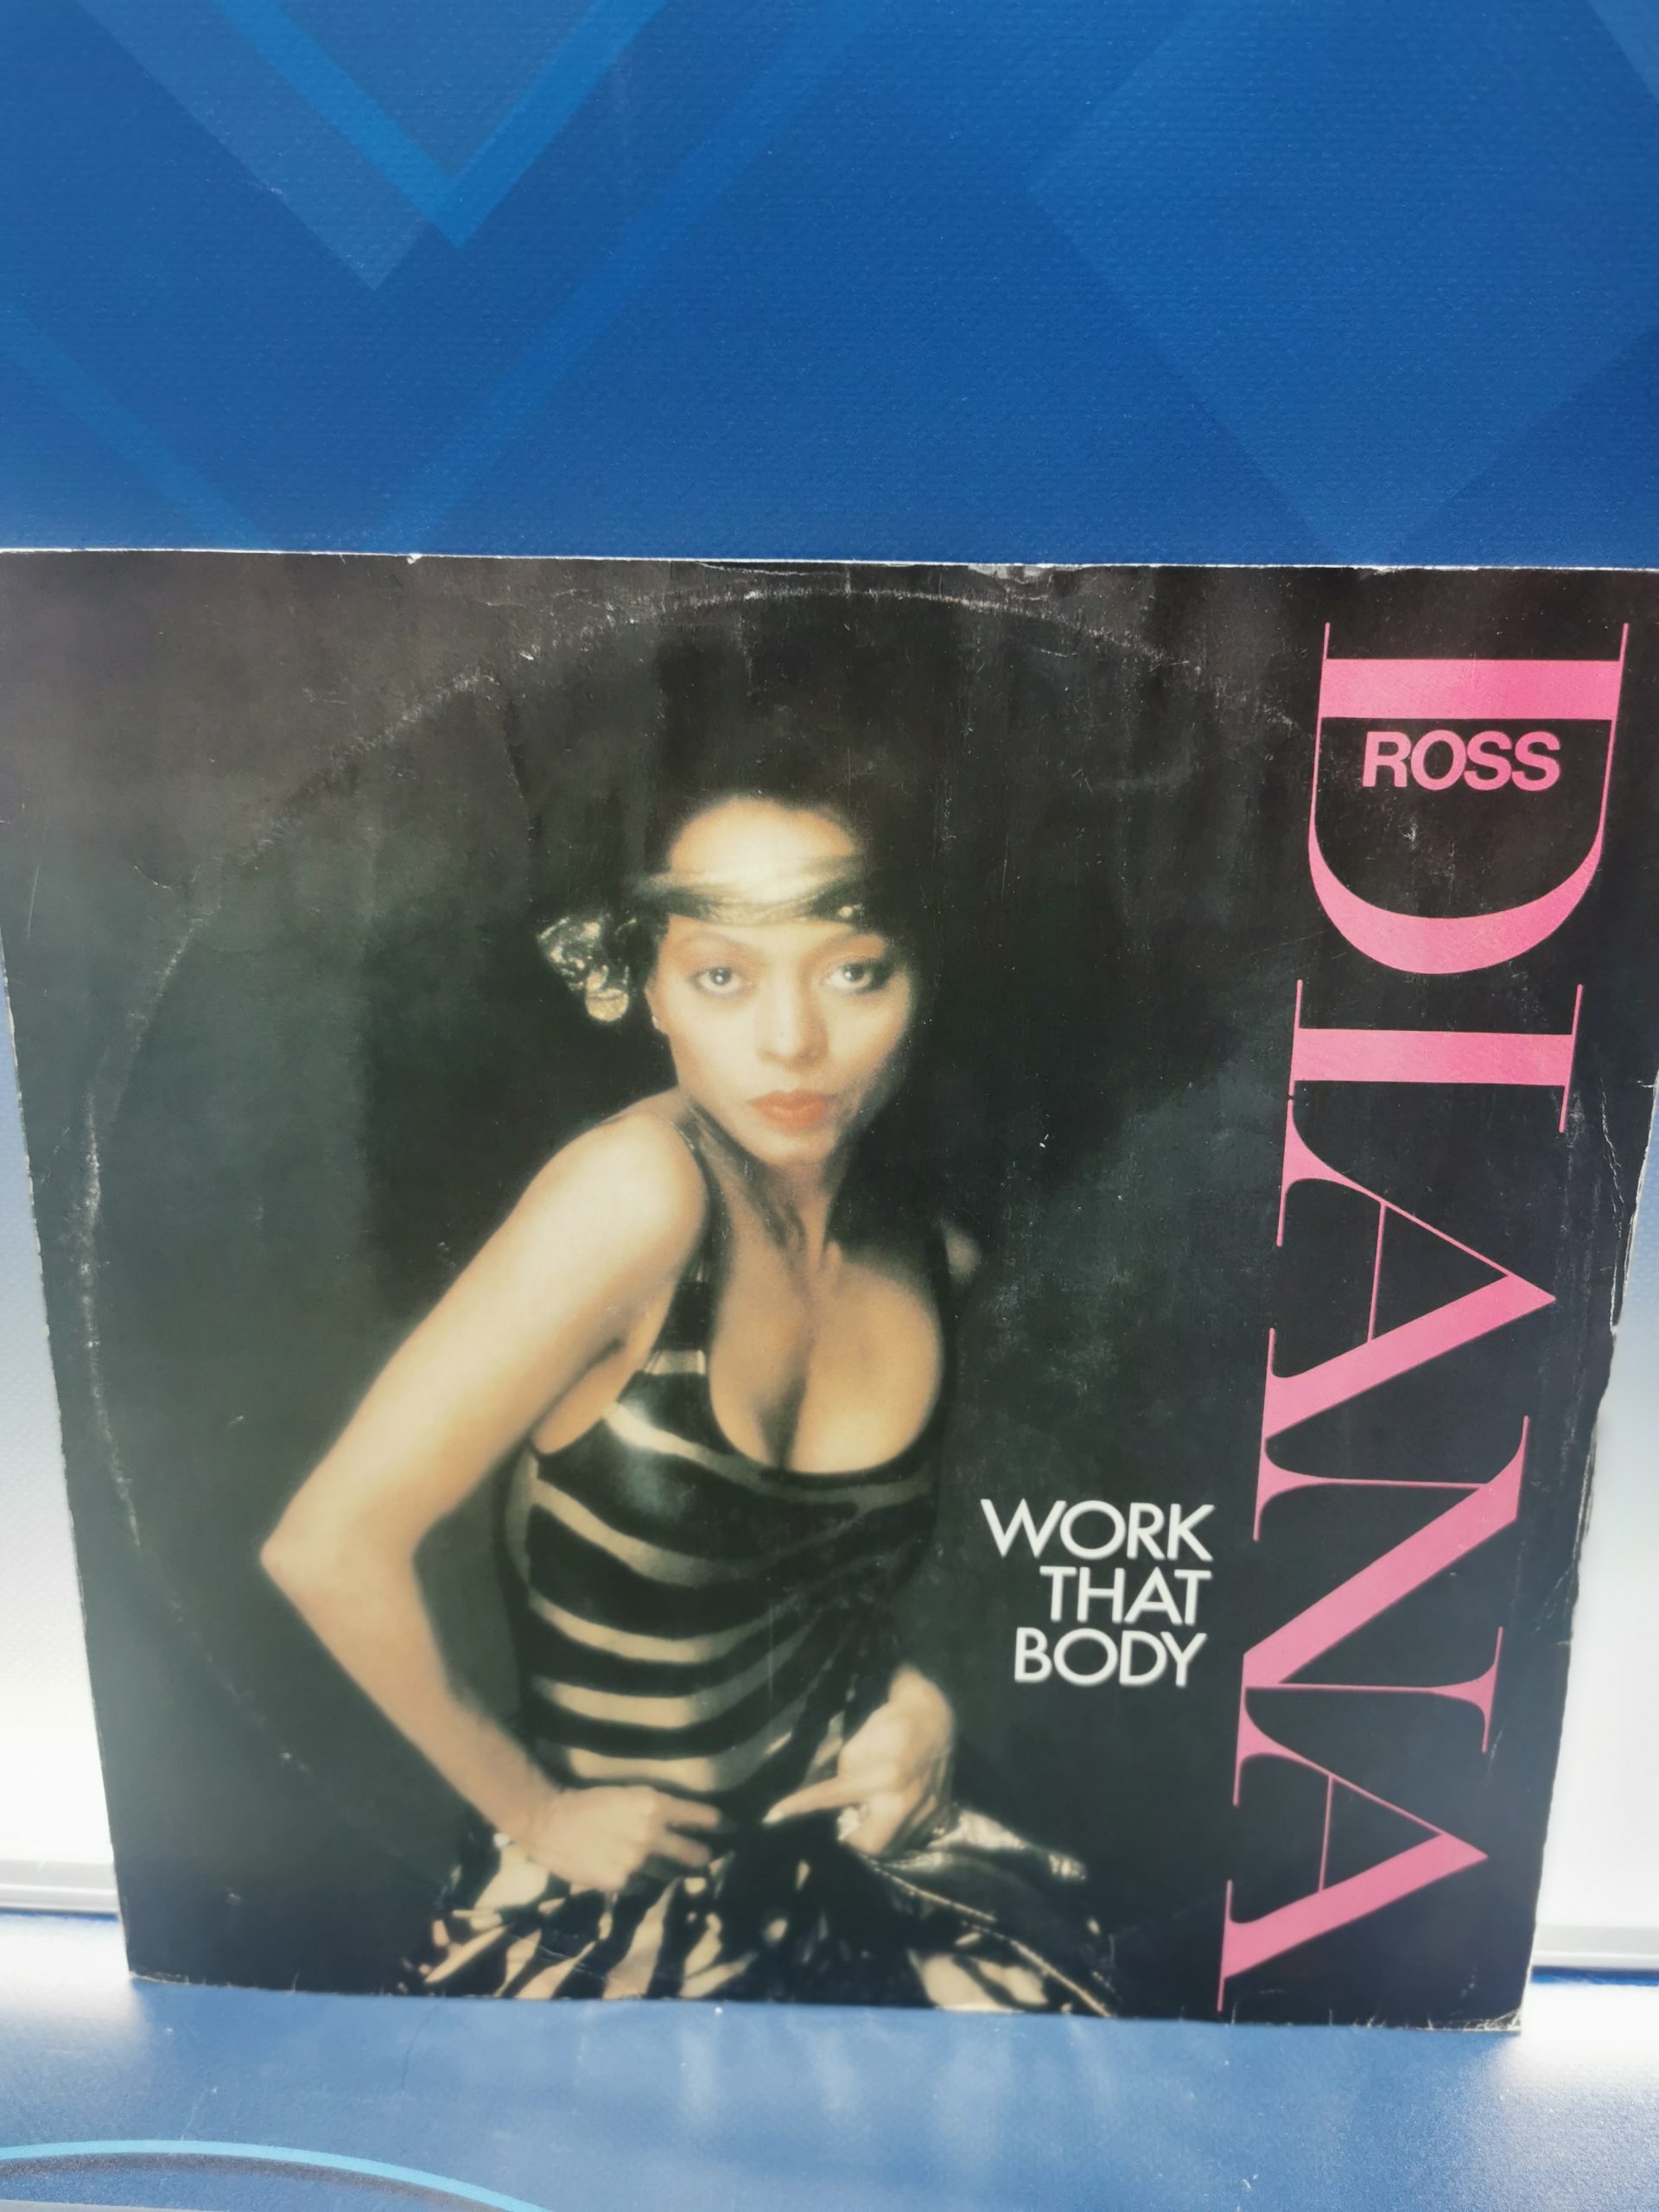 DIANA
ROSS
WORK
THAT
BODY